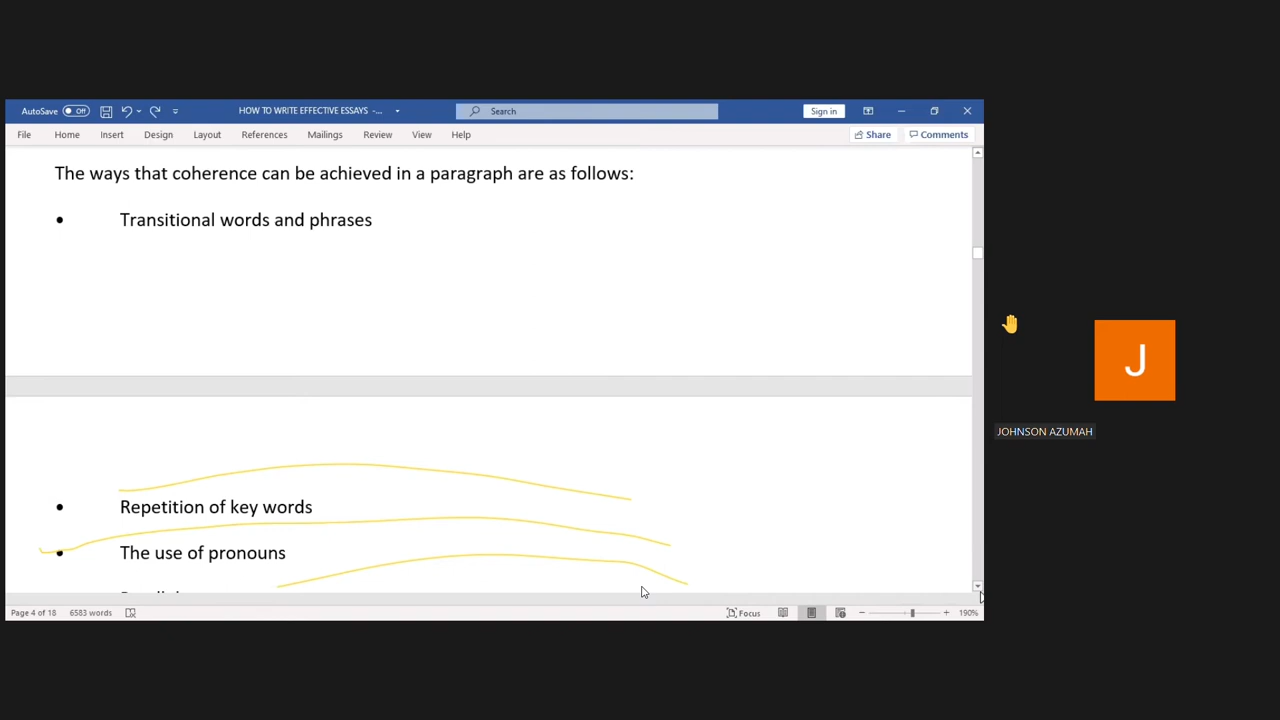 AutoSave Off HOW TO WRITE EFFECTIVE ESSAYS -... Search Sign in
File Home Insert Design Layout References Mailings Review View Help Share Comments
The ways that coherence can be achieved in a paragraph are as follows:
• Transitional words and phrases
J
JOHNSON AZUMAH
• Repetition of key words
• The use of pronouns
Page 4 of 18 6583 words Focus 190%